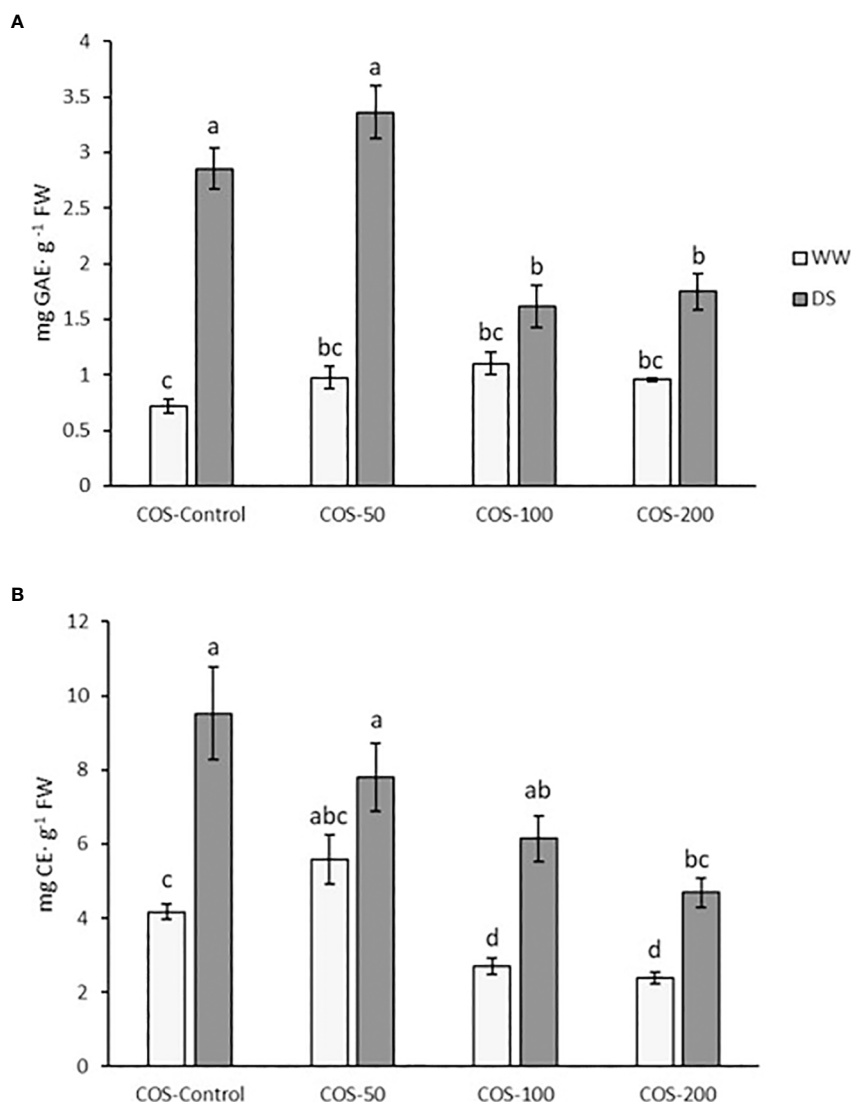 A
4
3.5
3
2.5
2
1.5
1
0.5
0
mg GAE· g⁻¹ FW
c
a
bc
a
bc
b
bc
b
COS-Control COS-50 COS-100 COS-200
WW
DS
B
12
10
8
6
4
2
0
mg CE· g⁻¹ FW
c
a
abc
a
d
ab
d
bc
COS-Control COS-50 COS-100 COS-200